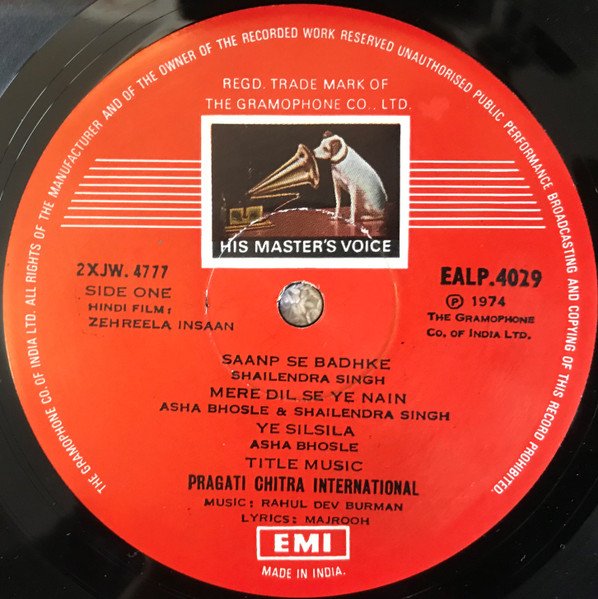 THE GRAMOPHONE CO. OF INDIA LTD. ALL RIGHTS OF THE MANUFACTURER AND OF THE OWNER OF THE RECORDED WORK RESERVED UNAUTHORISED PUBLIC PERFORMANCE BROADCASTING AND COPYING OF THIS RECORD PROHIBITED.
REGD. TRADE MARK OF
THE GRAMOPHONE CO., LTD.
HIS MASTER'S VOICE
2XJW. 4777
SIDE ONE
HINDI FILM:
ZEHREELA INSAAN
EALP.4029
Ⓟ 1974
THE GRAMOPHONE
CO. OF INDIA LTD.
SAANP SE BADHKE
SHAILENDRA SINGH
MERE DIL SE YE NAIN
ASHA BHOSLE & SHAILENDRA SINGH
YE SILSILA
ASHA BHOSLE
TITLE MUSIC
PRAGATI CHITRA INTERNATIONAL
MUSIC: RAHUL DEV BURMAN
LYRICS: MAJROOH
EMI
MADE IN INDIA.